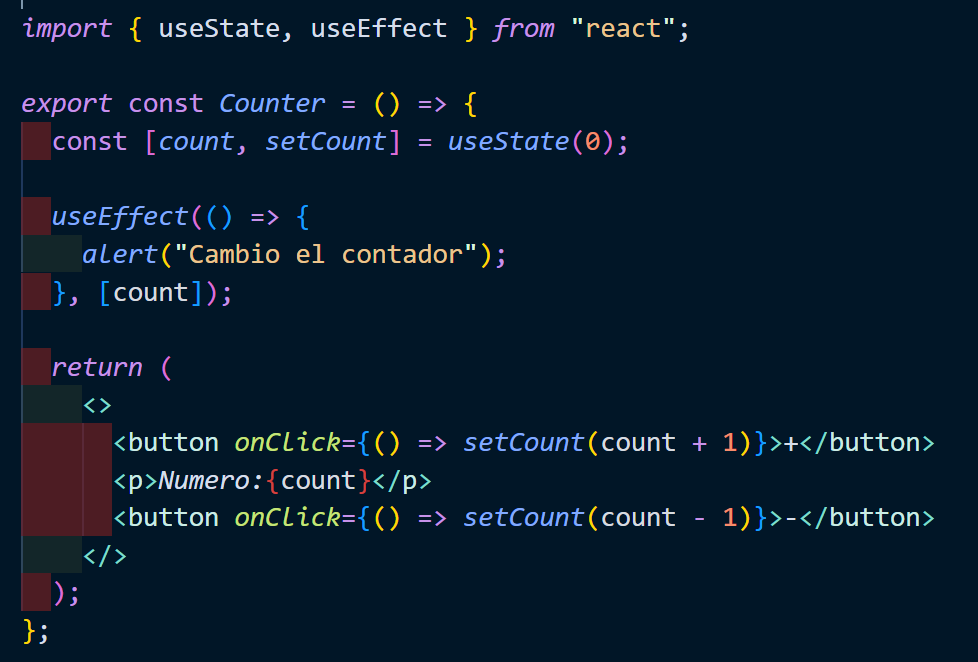 import { useState, useEffect } from "react";
export const Counter = () => {
  const [count, setCount] = useState(0);
  useEffect(() => {
    alert("Cambio el contador");
  }, [count]);
  return (
    <>
      <button onClick={() => setCount(count + 1)}>+</button>
      <p>Numero:{count}</p>
      <button onClick={() => setCount(count - 1)}>-</button>
    </>
  );
};